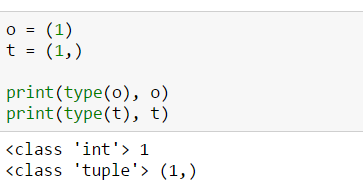 o = (1)
t = (1,)
print(type(o), o)
print(type(t), t)
<class 'int'> 1
<class 'tuple'> (1,)